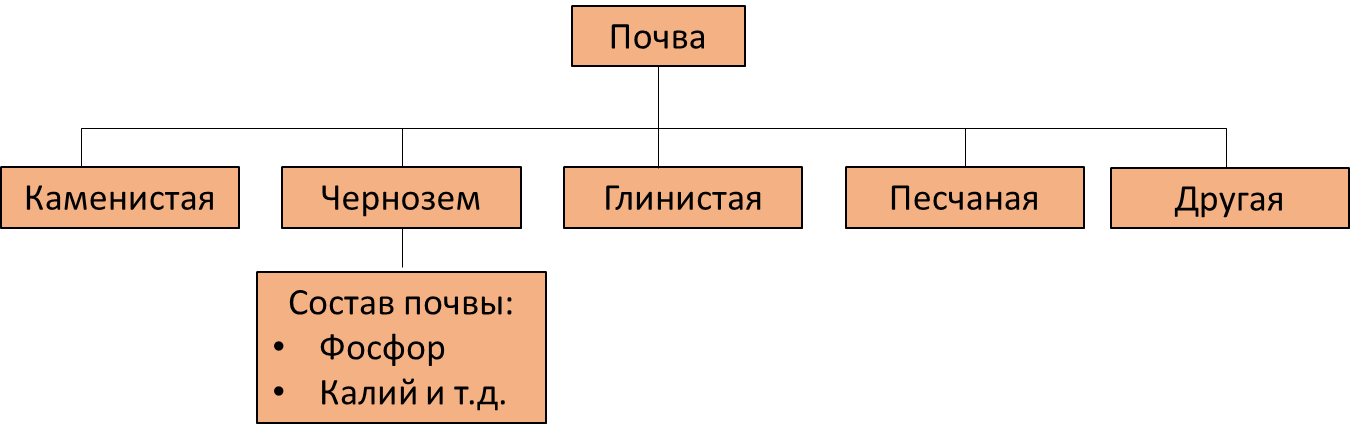 Почва
Каменистая
Чернозем
Глинистая
Песчаная
Другая
Состав почвы:
• Фосфор
• Калий и т.д.